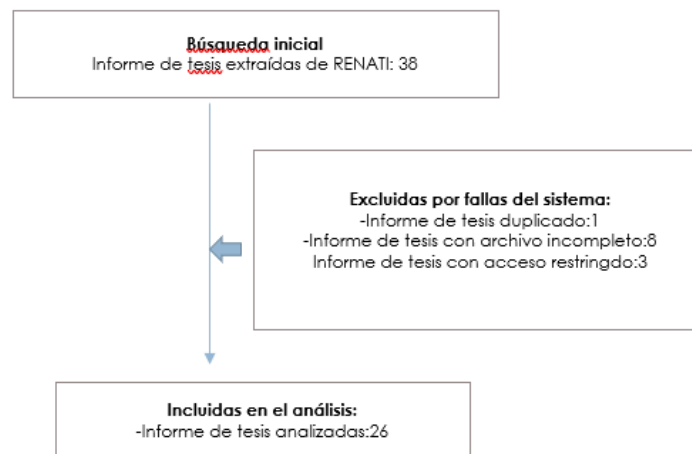 Búsqueda inicial
Informe de tesis extraídas de RENATI: 38
Excluidas por fallas del sistema:
-Informe de tesis duplicado:1
-Informe de tesis con archivo incompleto:8
Informe de tesis con acceso restringdo:3
Incluidas en el análisis:
-Informe de tesis analizadas:26